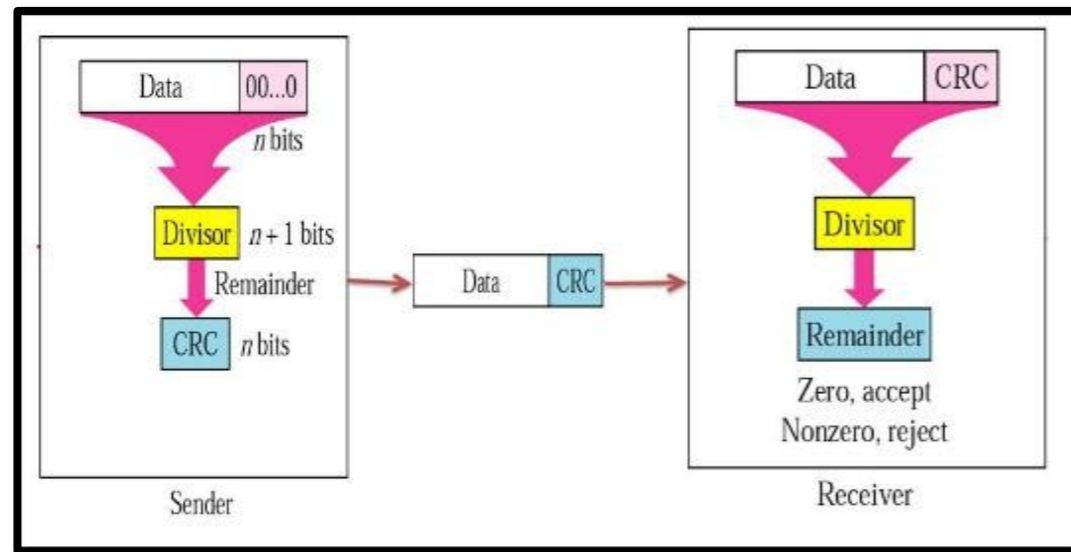 Data 00...0
n bits
Divisor n + 1 bits
Remainder
CRC n bits
Sender
Data CRC
Data CRC
Divisor
Remainder
Zero, accept
Nonzero, reject
Receiver